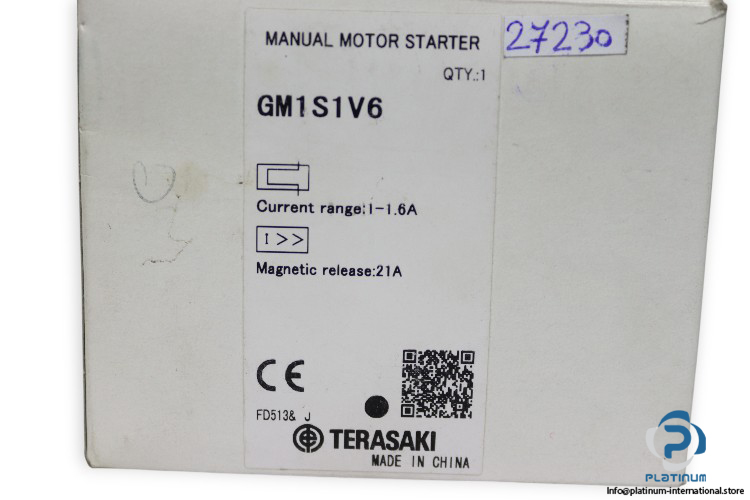 MANUAL MOTOR STARTER
27230
QTY.:1
GM1S1V6
Current range:1-1.6A
I >>
Magnetic release:21A
CE
FD513& J
TERASAKI
MADE IN CHINA
PLATINUM
Info@platinum-international.store